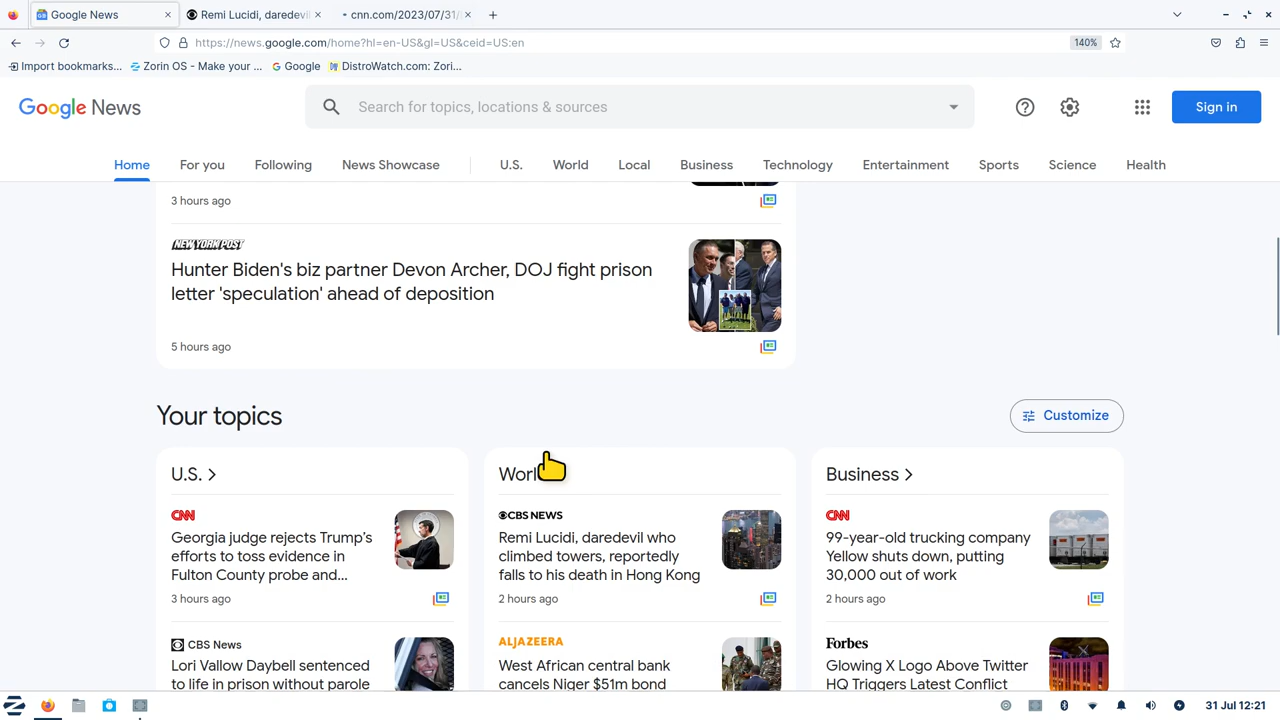 Google News
Remi Lucidi, daredevil
cnn.com/2023/07/31/
https://news.google.com/home?hl=en-US&gl=US&ceid=US:en
140%
Import bookmarks...
Zorin OS - Make your ...
Google
DistroWatch.com: Zori...
Google News
Search for topics, locations & sources
Sign in
Home
For you
Following
News Showcase
U.S.
World
Local
Business
Technology
Entertainment
Sports
Science
Health
3 hours ago
NEW YORK POST
Hunter Biden's biz partner Devon Archer, DOJ fight prison
letter 'speculation' ahead of deposition
5 hours ago
Your topics
Customize
U.S.
CNN
Georgia judge rejects Trump's
efforts to toss evidence in
Fulton County probe and...
3 hours ago
CBS News
Lori Vallow Daybell sentenced
to life in prison without parole
Worl
CBS NEWS
Remi Lucidi, daredevil who
climbed towers, reportedly
falls to his death in Hong Kong
2 hours ago
ALJAZEERA
West African central bank
cancels Niger $51m bond
Business
CNN
99-year-old trucking company
Yellow shuts down, putting
30,000 out of work
2 hours ago
Forbes
Glowing X Logo Above Twitter
HQ Triggers Latest Conflict
31 Jul 12:21